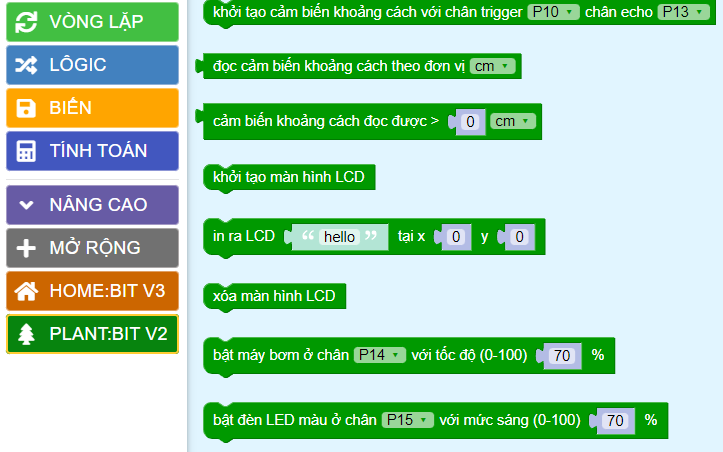 VÒNG LẶP
LÔGIC
BIẾN
TÍNH TOÁN
NÂNG CAO
MỞ RỘNG
HOME:BIT V3
PLANT:BIT V2
khởi tạo cảm biến khoảng cách với chân trigger P10 chân echo P13
đọc cảm biến khoảng cách theo đơn vị cm
cảm biến khoảng cách đọc được > 0 cm
khởi tạo màn hình LCD
in ra LCD “ hello ” tại x 0 y 0
xóa màn hình LCD
bật máy bơm ở chân P14 với tốc độ (0-100) 70 %
bật đèn LED màu ở chân P15 với mức sáng (0-100) 70 %